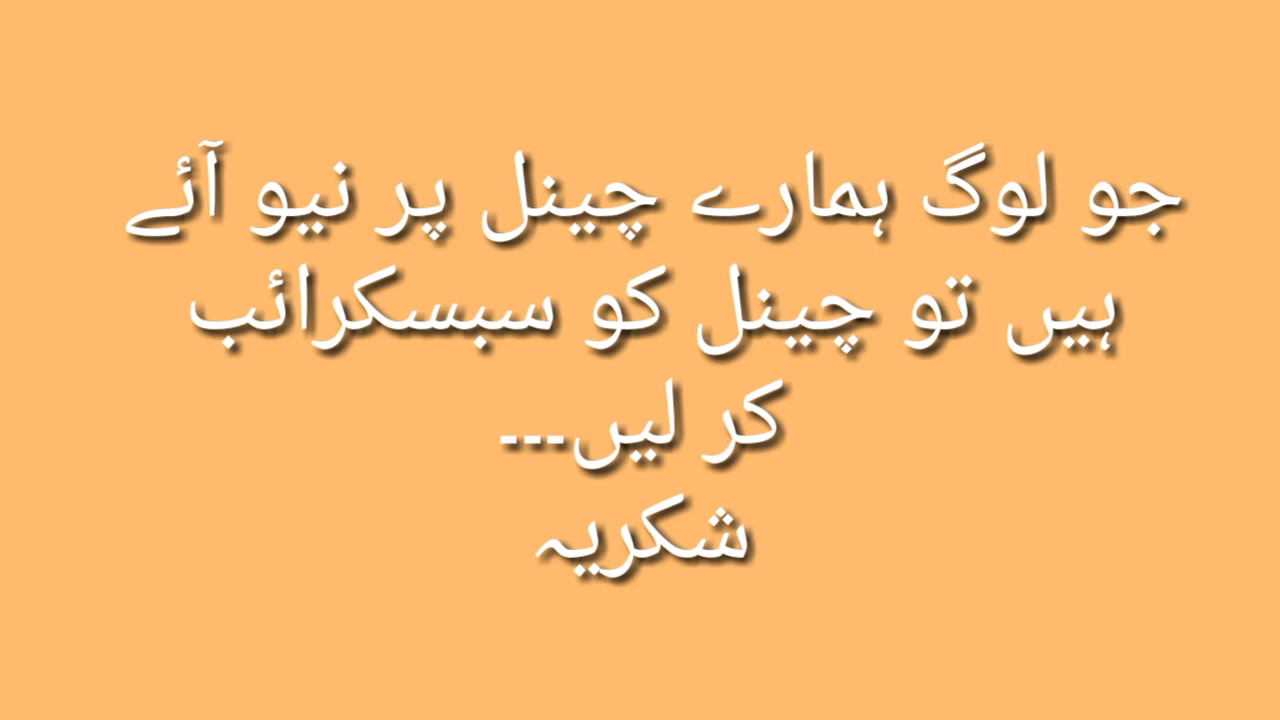 جو لوگ ہمارے چینل پر نیو آئے
ہیں تو چینل کو سبسکرائب
کر لیں...
شکریہ